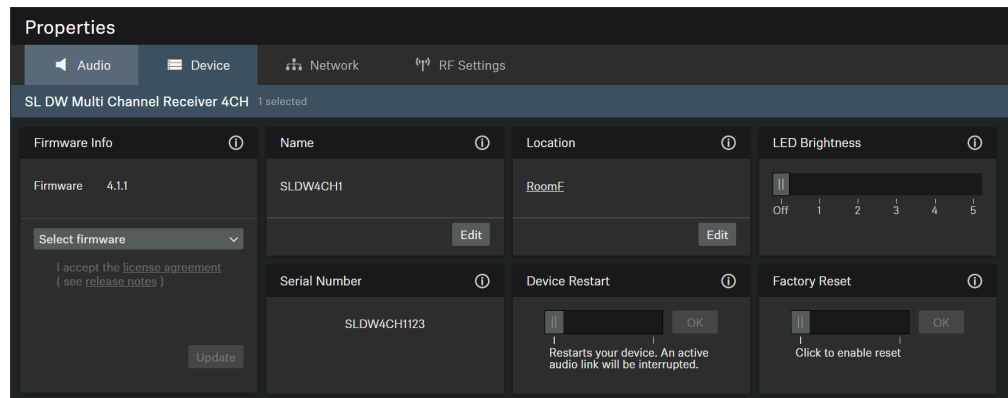 Properties
Audio
Device
Network
RF Settings
SL DW Multi Channel Receiver 4CH 1 selected
Firmware Info
Firmware 4.1.1
Select firmware
I accept the license agreement
( see release notes )
Update
Name
SLDW4CH1
Edit
Location
RoomF
Edit
LED Brightness
Off 1 2 3 4 5
Serial Number
SLDW4CH1123
Device Restart
OK
Restarts your device. An active
audio link will be interrupted.
Factory Reset
OK
Click to enable reset